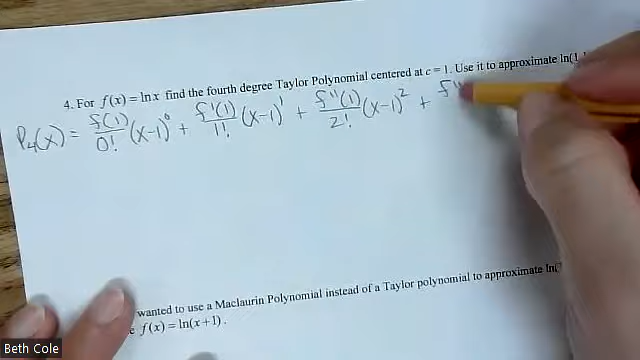 4. For f(x) = ln x find the fourth degree Taylor Polynomial centered at c = 1. Use it to approximate ln(1.
P₄(x) = f(1)/0! (x-1)⁰ + f'(1)/1! (x-1)¹ + f''(1)/2! (x-1)² + f''
wanted to use a Maclaurin Polynomial instead of a Taylor polynomial to approximate ln(
f(x) = ln(x+1).
Beth Cole